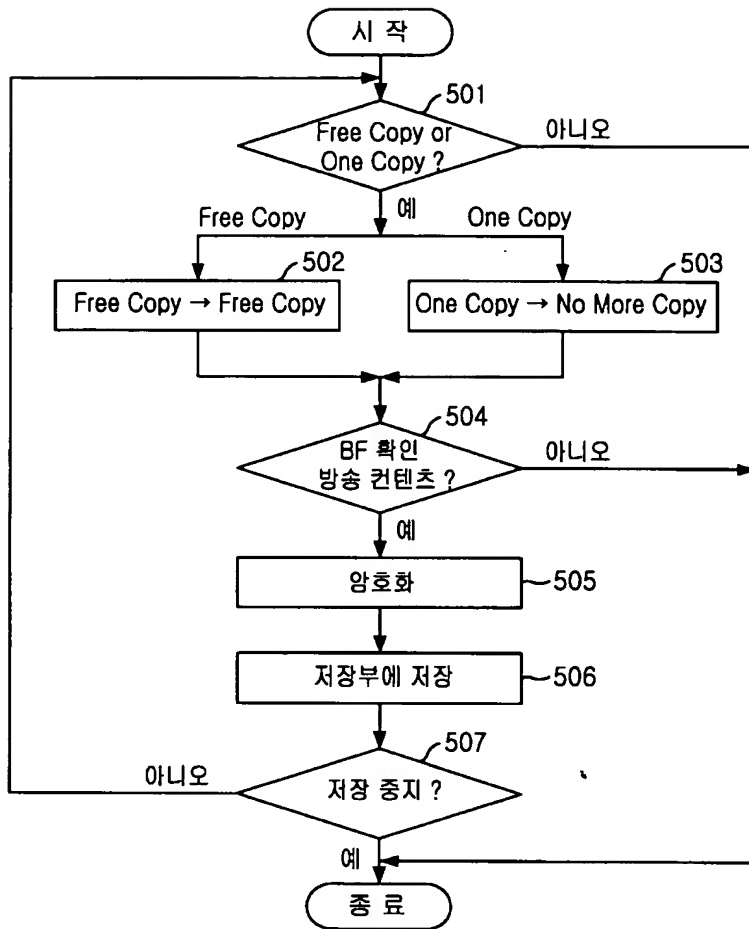 시 작
501
Free Copy or
One Copy ?
아니오
예
Free Copy
One Copy
502
503
Free Copy → Free Copy
One Copy → No More Copy
504
BF 확인
방송 컨텐츠 ?
아니오
예
암호화
505
저장부에 저장
506
507
아니오
저장 중지 ?
예
종 료